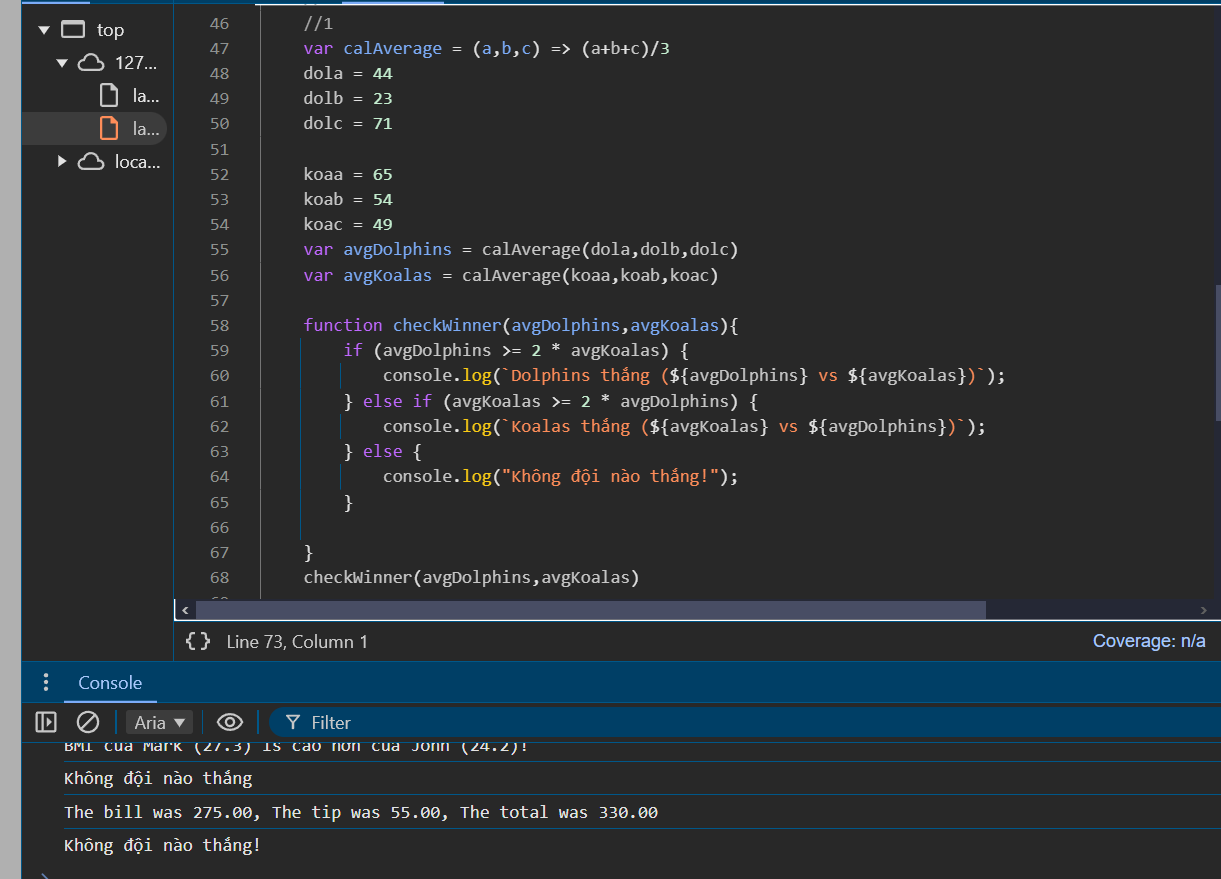 top
127...
la...
la...
loca...
46 //1
47 var calAverage = (a,b,c) => (a+b+c)/3
48 dola = 44
49 dolb = 23
50 dolc = 71
51
52 koaa = 65
53 koab = 54
54 koac = 49
55 var avgDolphins = calAverage(dola,dolb,dolc)
56 var avgKoalas = calAverage(koaa,koab,koac)
57
58 function checkWinner(avgDolphins,avgKoalas){
59 if (avgDolphins >= 2 * avgKoalas) {
60 console.log(`Dolphins thắng (${avgDolphins} vs ${avgKoalas})`);
61 } else if (avgKoalas >= 2 * avgDolphins) {
62 console.log(`Koalas thắng (${avgKoalas} vs ${avgDolphins})`);
63 } else {
64 console.log("Không đội nào thắng!");
65 }
66
67 }
68 checkWinner(avgDolphins,avgKoalas)
{} Line 73, Column 1 Coverage: n/a
Console
Aria Filter
BMI của Mark (27.3) is cao hơn của John (24.2)!
Không đội nào thắng
The bill was 275.00, The tip was 55.00, The total was 330.00
Không đội nào thắng!